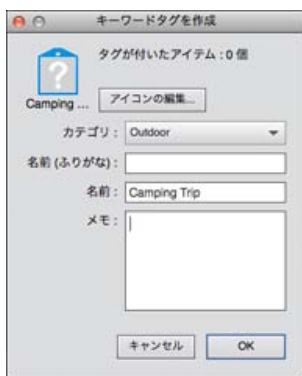 キーワードタグを作成
タグが付いたアイテム : 0 個
?
Camping ...
アイコンの編集...
カテゴリ : Outdoor
名前 (ふりがな) :
名前 : Camping Trip
メモ :
キャンセル OK